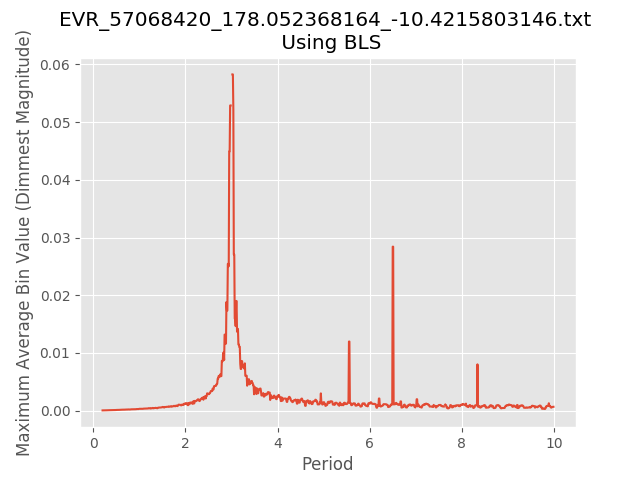 EVR_57068420_178.052368164_-10.4215803146.txt
Using BLS
Maximum Average Bin Value (Dimmest Magnitude)
0.06
0.05
0.04
0.03
0.02
0.01
0.00
0 2 4 6 8 10
Period